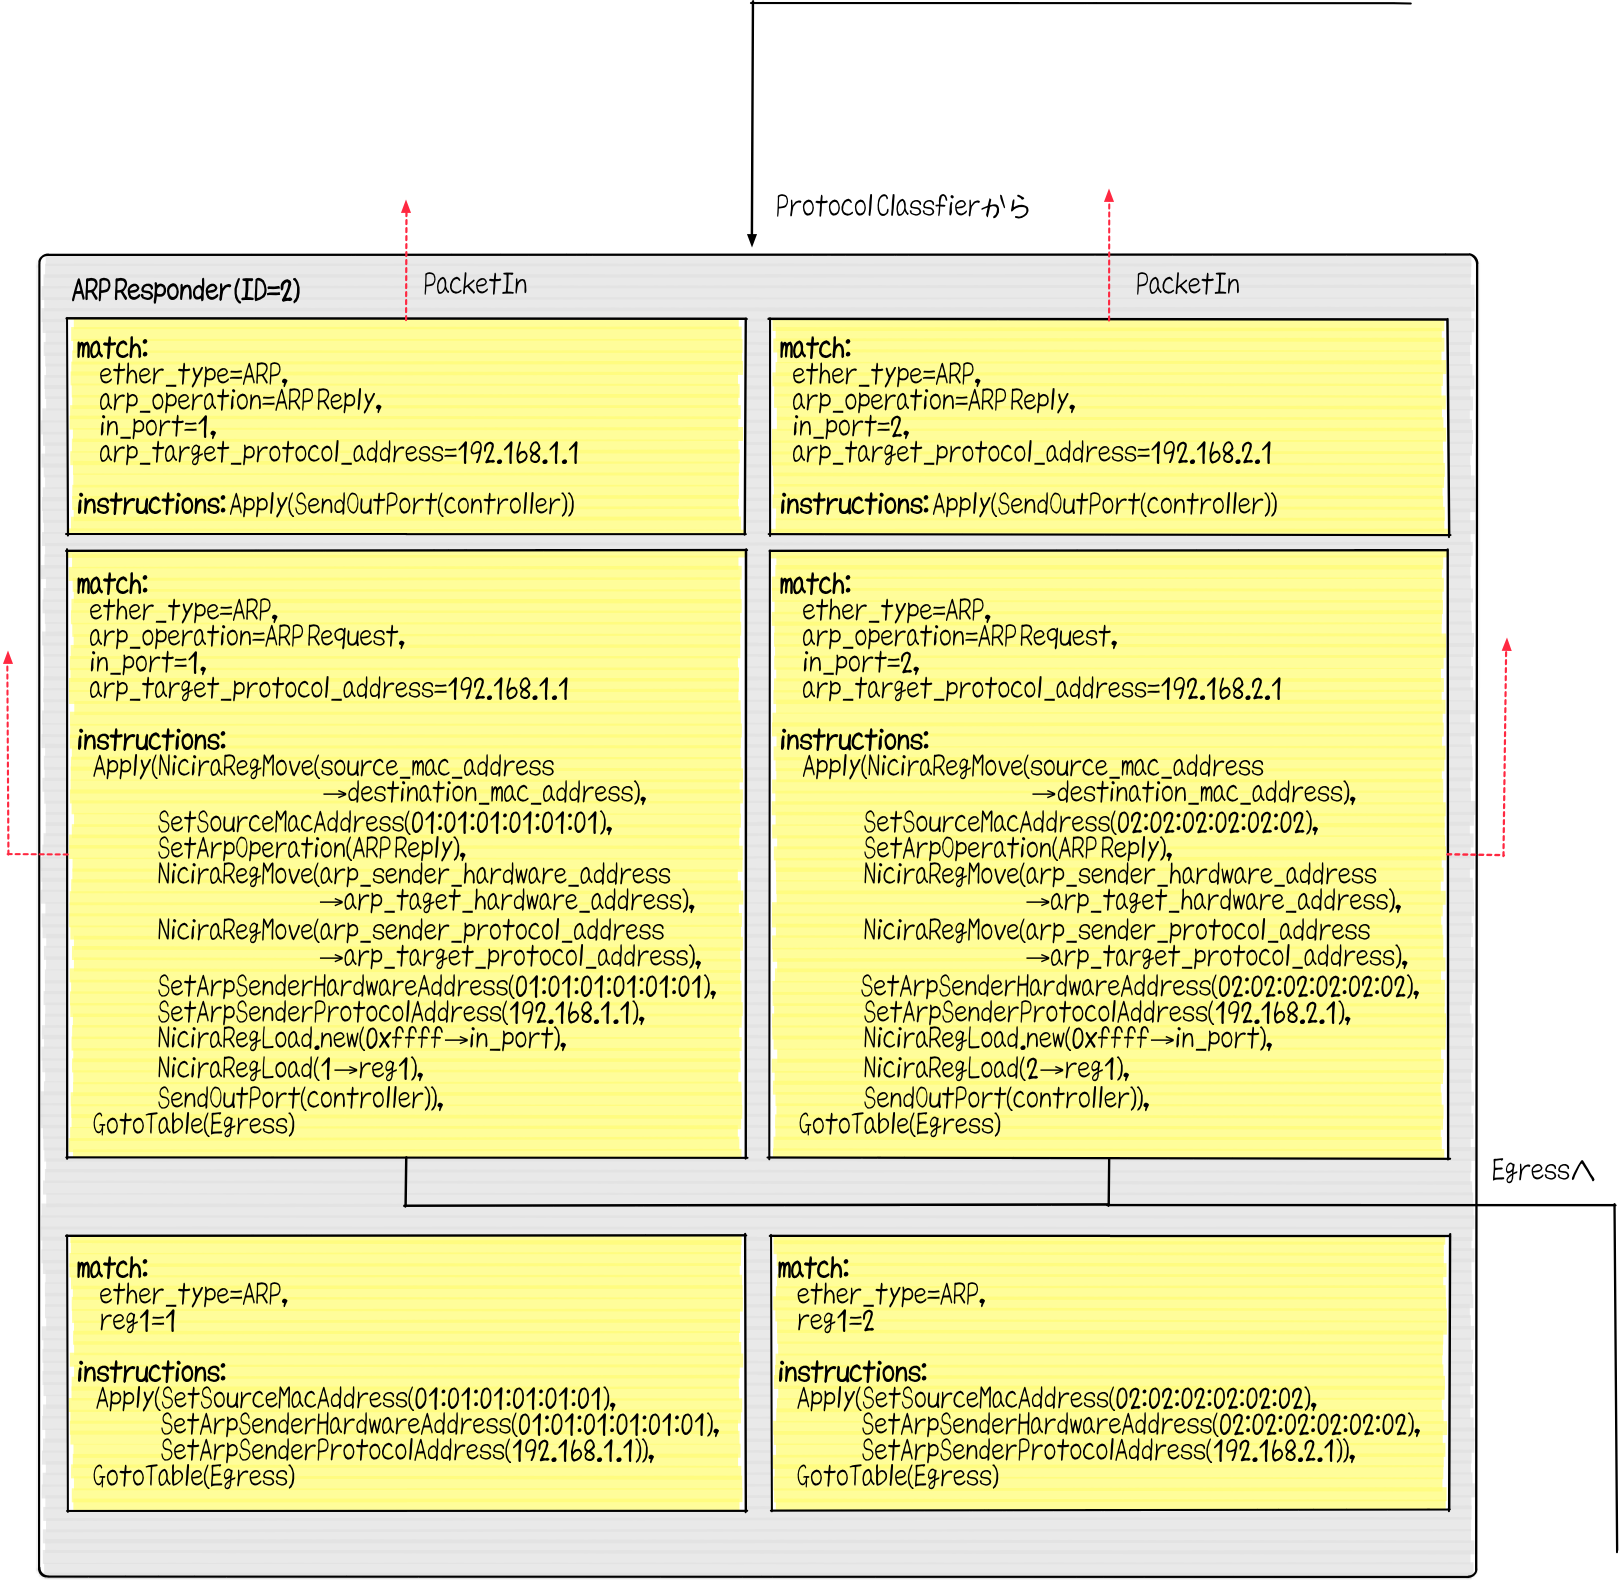 ProtocolClassfierから
ARP Responder (ID=2)
PacketIn
PacketIn
match:
ether_type=ARP,
arp_operation=ARP Reply,
in_port=1,
arp_target_protocol_address=192.168.1.1
instructions: Apply(SendOutPort(controller))
match:
ether_type=ARP,
arp_operation=ARP Reply,
in_port=2,
arp_target_protocol_address=192.168.2.1
instructions: Apply(SendOutPort(controller))
match:
ether_type=ARP,
arp_operation=ARP Request,
in_port=1,
arp_target_protocol_address=192.168.1.1
instructions:
Apply(NiciraRegMove(source_mac_address
→destination_mac_address),
SetSourceMacAddress(01:01:01:01:01:01),
SetArpOperation(ARP Reply),
NiciraRegMove(arp_sender_hardware_address
→arp_taget_hardware_address),
NiciraRegMove(arp_sender_protocol_address
→arp_target_protocol_address),
SetArpSenderHardwareAddress(01:01:01:01:01:01),
SetArpSenderProtocolAddress(192.168.1.1),
NiciraRegLoad.new(0xffff→in_port),
NiciraRegLoad(1→reg1),
SendOutPort(controller)),
GotoTable(Egress)
match:
ether_type=ARP,
arp_operation=ARP Request,
in_port=2,
arp_target_protocol_address=192.168.2.1
instructions:
Apply(NiciraRegMove(source_mac_address
→destination_mac_address),
SetSourceMacAddress(02:02:02:02:02:02),
SetArpOperation(ARP Reply),
NiciraRegMove(arp_sender_hardware_address
→arp_taget_hardware_address),
NiciraRegMove(arp_sender_protocol_address
→arp_target_protocol_address),
SetArpSenderHardwareAddress(02:02:02:02:02:02),
SetArpSenderProtocolAddress(192.168.2.1),
NiciraRegLoad.new(0xffff→in_port),
NiciraRegLoad(2→reg1),
SendOutPort(controller)),
GotoTable(Egress)
Egressへ
match:
ether_type=ARP,
reg1=1
instructions:
Apply(SetSourceMacAddress(01:01:01:01:01:01),
SetArpSenderHardwareAddress(01:01:01:01:01:01),
SetArpSenderProtocolAddress(192.168.1.1)),
GotoTable(Egress)
match:
ether_type=ARP,
reg1=2
instructions:
Apply(SetSourceMacAddress(02:02:02:02:02:02),
SetArpSenderHardwareAddress(02:02:02:02:02:02),
SetArpSenderProtocolAddress(192.168.2.1)),
GotoTable(Egress)